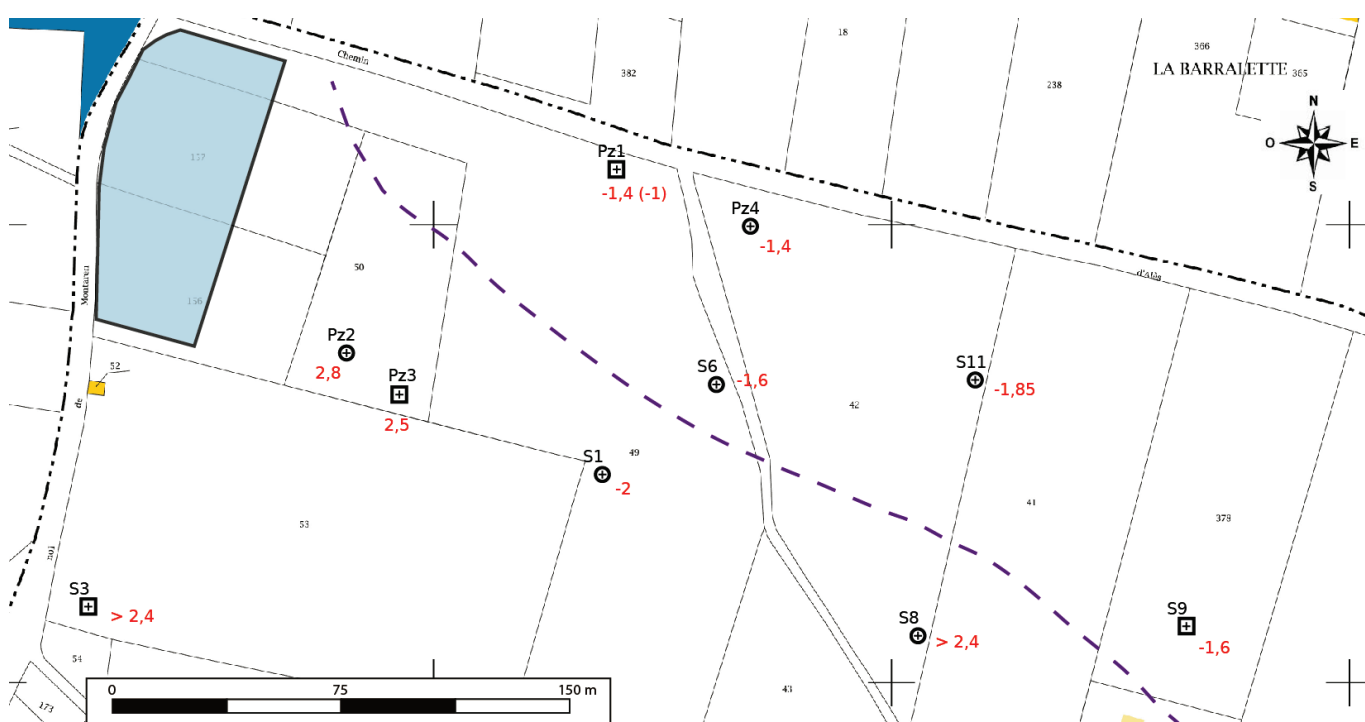 18
366
LA BARRALETTE
365
Chemin
382
238
N
O
E
S
137
Pz1
-1,4 (-1)
Pz4
-1,4
50
d'Alès
Montaren
156
Pz2
2,8
Pz3
2,5
S6
-1,6
S11
-1,85
52
de
42
S1
-2
49
41
378
53
S3
> 2,4
S8
> 2,4
S9
-1,6
54
43
173
0
75
150 m